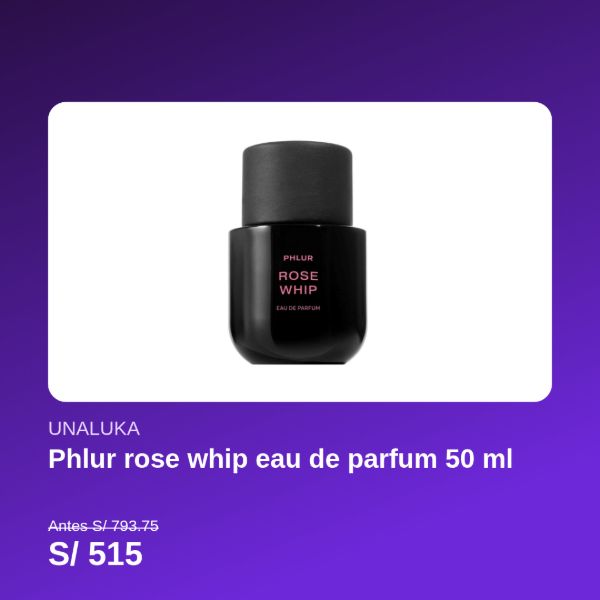 PHLUR
ROSE
WHIP
EAU DE PARFUM
UNALUKA
Phlur rose whip eau de parfum 50 ml
Antes S/ 793.75
S/ 515